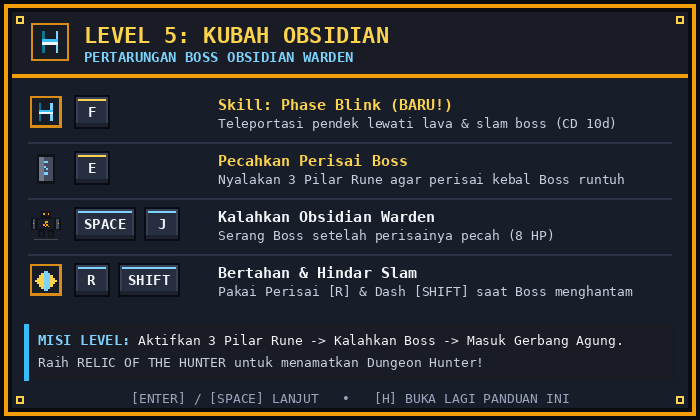 LEVEL 5: KUBAH OBSIDIAN
PERTARUNGAN BOSS OBSIDIAN WARDEN
F
Skill: Phase Blink (BARU!)
Teleportasi pendek lewati lava & slam boss (CD 10d)
E
Pecahkan Perisai Boss
Nyalakan 3 Pilar Rune agar perisai kebal Boss runtuh
SPACE J
Kalahkan Obsidian Warden
Serang Boss setelah perisainya pecah (8 HP)
R SHIFT
Bertahan & Hindar Slam
Pakai Perisai [R] & Dash [SHIFT] saat Boss menghantam
MISI LEVEL: Aktifkan 3 Pilar Rune -> Kalahkan Boss -> Masuk Gerbang Agung.
Raih RELIC OF THE HUNTER untuk menamatkan Dungeon Hunter!
[ENTER] / [SPACE] LANJUT • [H] BUKA LAGI PANDUAN INI